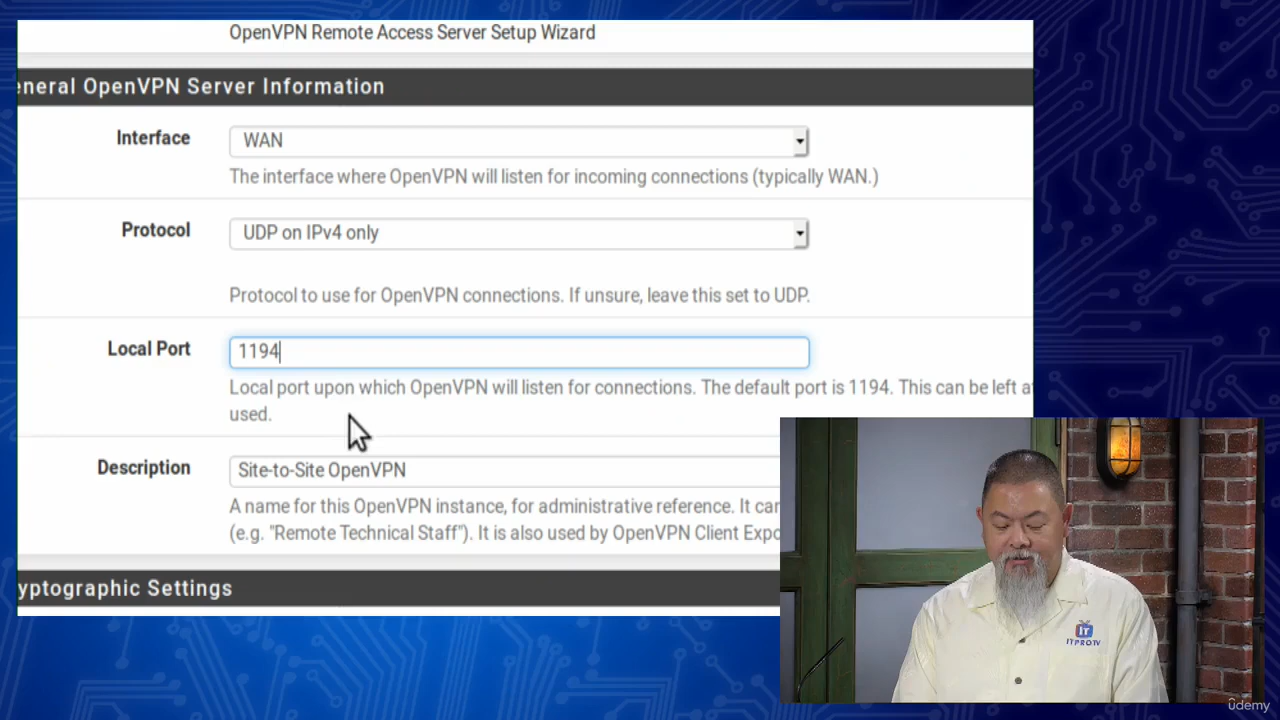 OpenVPN Remote Access Server Setup Wizard
eneral OpenVPN Server Information
Interface
WAN
The interface where OpenVPN will listen for incoming connections (typically WAN.)
Protocol
UDP on IPv4 only
Protocol to use for OpenVPN connections. If unsure, leave this set to UDP.
Local Port
1194
Local port upon which OpenVPN will listen for connections. The default port is 1194. This can be left a
used.
Description
Site-to-Site OpenVPN
A name for this OpenVPN instance, for administrative reference. It car
(e.g. "Remote Technical Staff"). It is also used by OpenVPN Client Expo
yptographic Settings
IT
ITPROTV
ûdemy